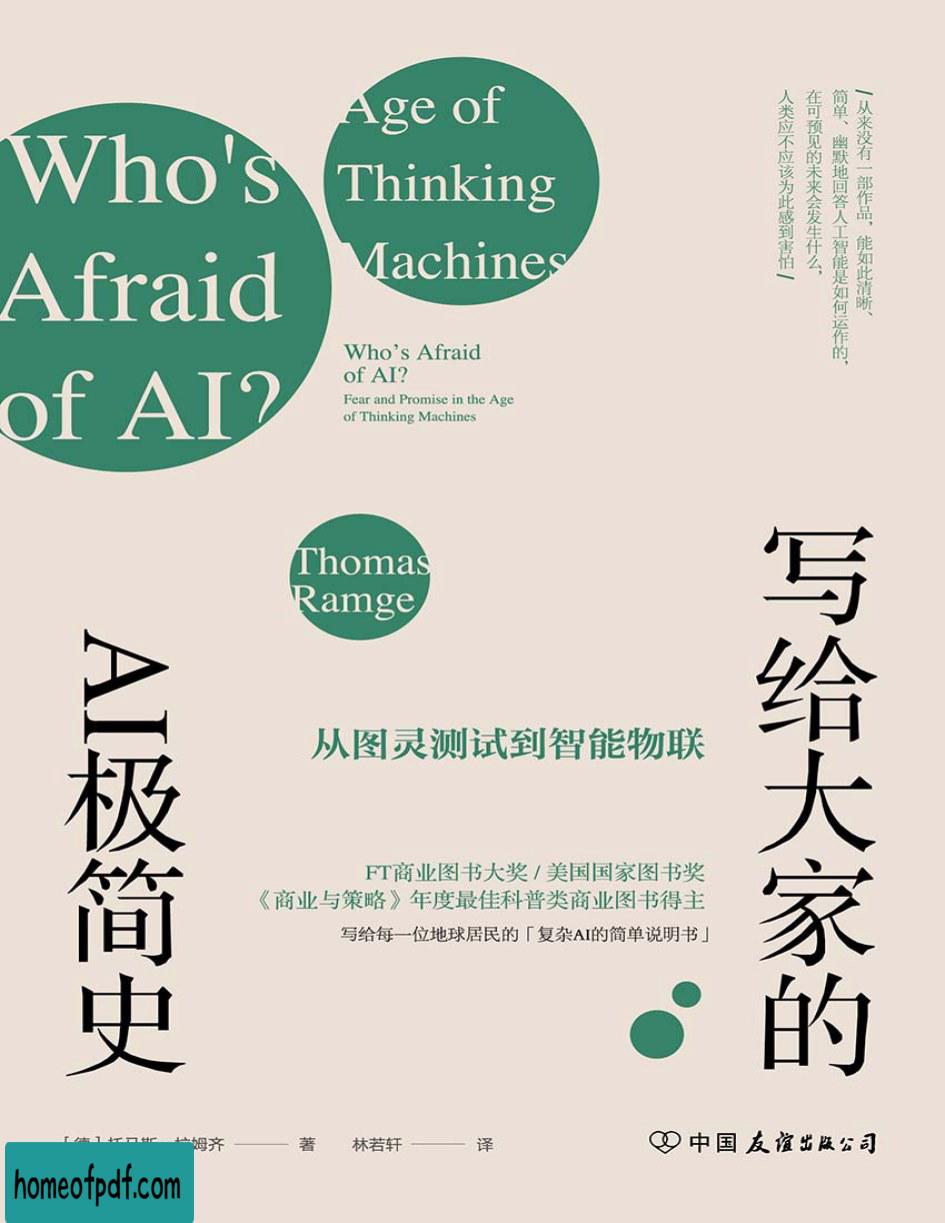 Who's
Afraid
of AI?
Age of
Thinking
Machines
Who's Afraid
of AI?
Fear and Promise in the Age
of Thinking Machines
/从来没有一部作品，能如此清晰、
简单、幽默地回答人工智能是如何运作的，
在可预见的未来会发生什么，
人类应不应该为此感到害怕/
Thomas
Ramge
写给大家的
AI极简史
从图灵测试到智能物联
FT商业图书大奖 / 美国国家图书奖
《商业与策略》年度最佳科普类商业图书得主
写给每一位地球居民的「复杂AI的简单说明书」
姆齐 —— 著 林若轩 —— 译
中国友谊出版公司
homeofpdf.com